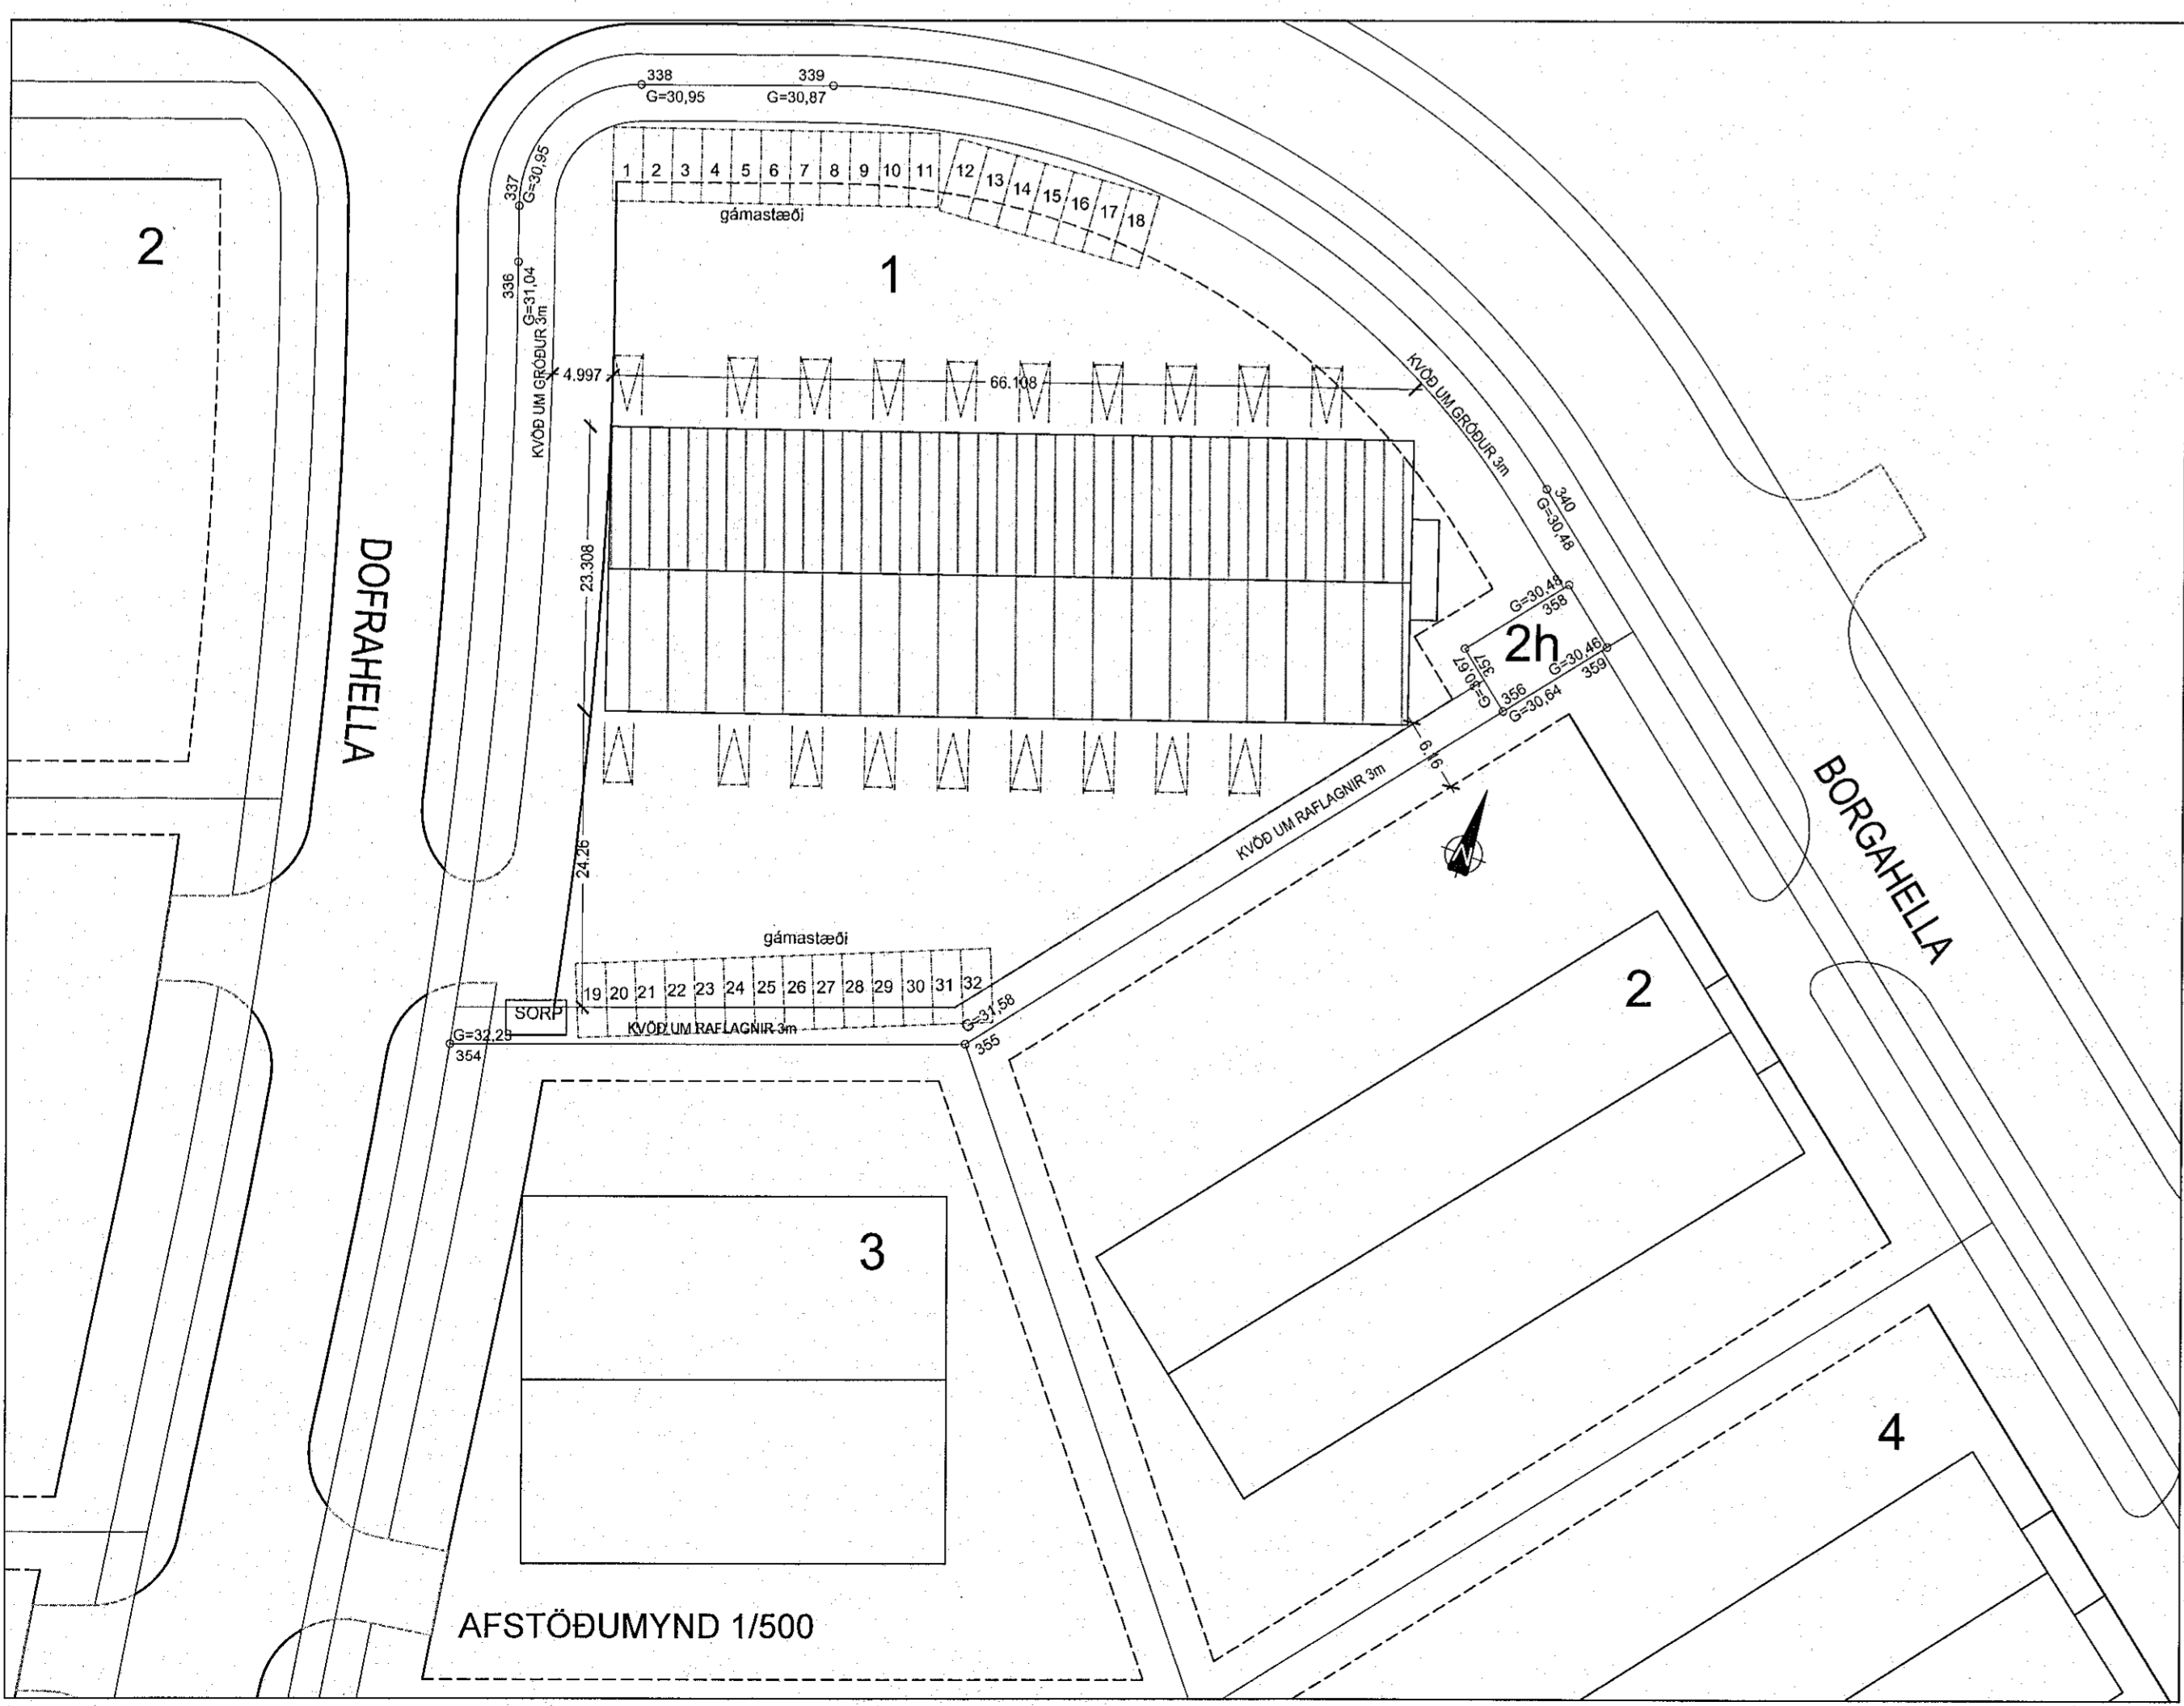 338
339
G=30,95
G=30,87
337
G=30,95
336
G=31,04
1 2 3 4 5 6 7 8 9 10 11 12 13 14 15 16 17 18
gámastæði
2
1
KVÖÐ UM GRÓÐUR 3m
4.997
66.108
KVÖÐ UM GRÓÐUR 3m
340
G=30,48
DOFRAHELLA
23.308
G=30,48
358
2h
357
G=30,67
G=30,46
359
356
G=30,64
6.16
KVÖÐ UM RAFLAGNIR 3m
N
BORGAHELLA
24.26
gámastæði
19 20 21 22 23 24 25 26 27 28 29 30 31 32
SORP
KVÖÐ UM RAFLAGNIR 3m
G=31,58
355
G=32,23
354
2
3
4
AFSTÖÐUMYND 1/500